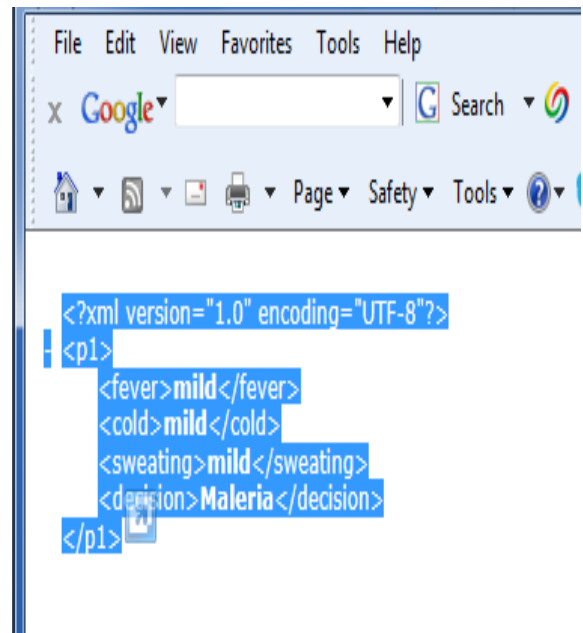 File Edit View Favorites Tools Help
x Google G Search
Page Safety Tools ?
<?xml version="1.0" encoding="UTF-8"?>
- <p1>
<fever>mild</fever>
<cold>mild</cold>
<sweating>mild</sweating>
<decision>Maleria</decision>
</p1>